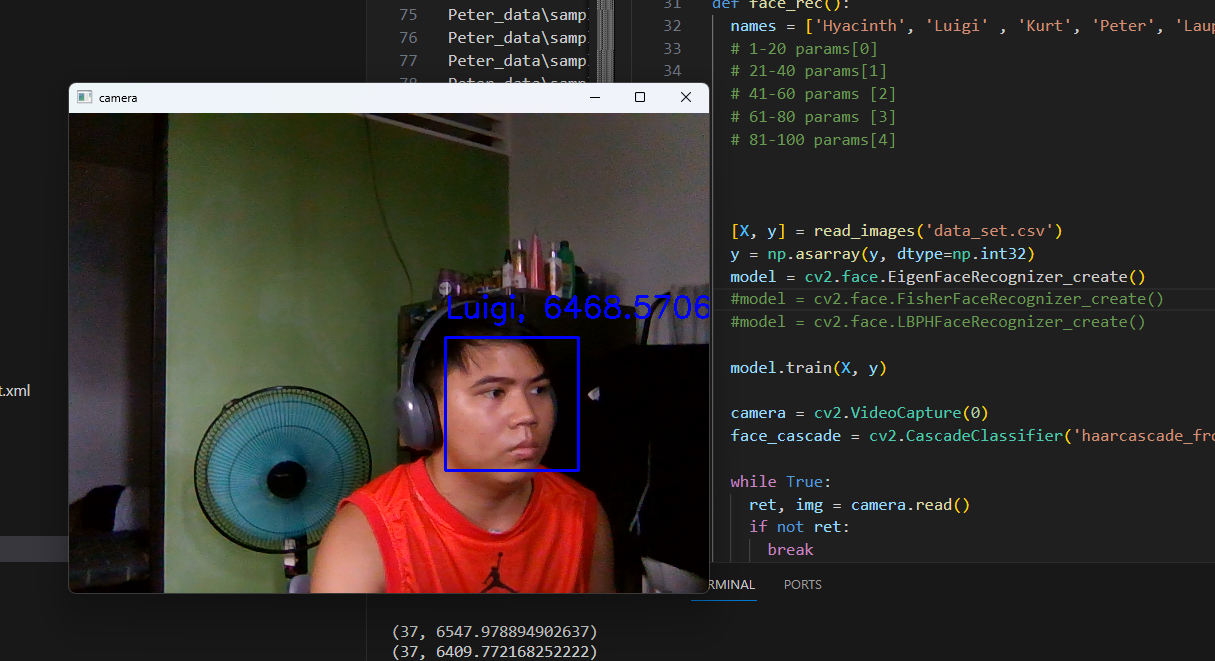 75 Peter_data\samp
76 Peter_data\samp
77 Peter_data\samp
78 Peter_data\samp
camera
Luigi, 6468.5706
t.xml
31 def face_rec():
32 names = ['Hyacinth', 'Luigi' , 'Kurt', 'Peter', 'Lau
33 # 1-20 params[0]
34 # 21-40 params[1]
# 41-60 params [2]
# 61-80 params [3]
# 81-100 params[4]
[X, y] = read_images('data_set.csv')
y = np.asarray(y, dtype=np.int32)
model = cv2.face.EigenFaceRecognizer_create()
#model = cv2.face.FisherFaceRecognizer_create()
#model = cv2.face.LBPHFaceRecognizer_create()
model.train(X, y)
camera = cv2.VideoCapture(0)
face_cascade = cv2.CascadeClassifier('haarcascade_fro
while True:
ret, img = camera.read()
if not ret:
break
RMINAL PORTS
(37, 6547.978894902637)
(37, 6409.772168252222)